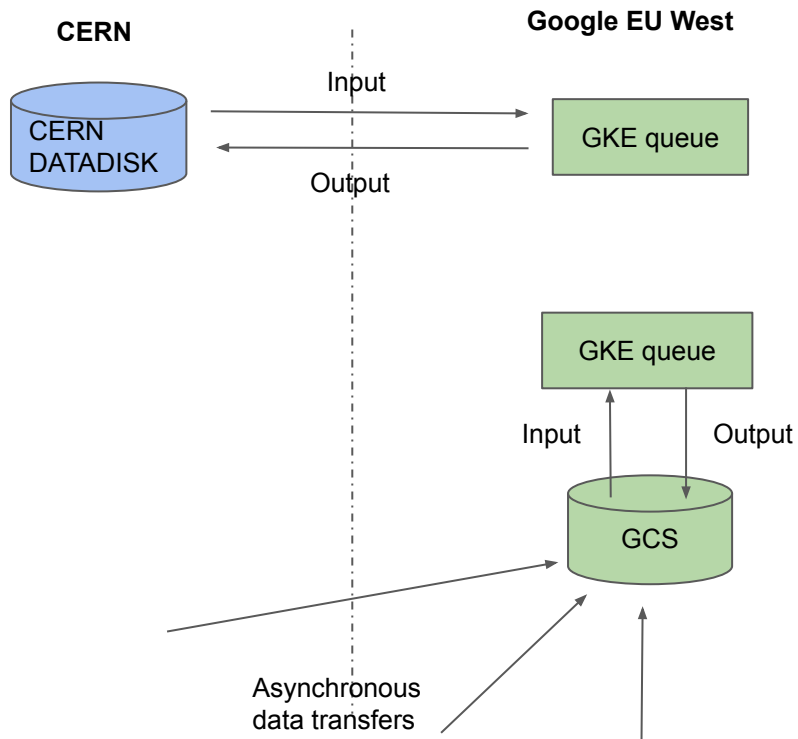 CERN
Google EU West
Input
CERN
DATADISK
GKE queue
Output
GKE queue
Input
Output
GCS
Asynchronous
data transfers